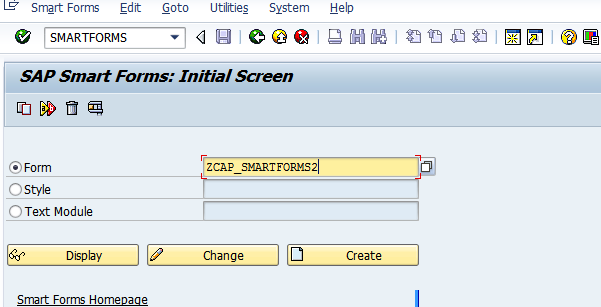 Smart Forms Edit Goto Utilities System Help
SMARTFORMS
SAP Smart Forms: Initial Screen
Form ZCAP_SMARTFORMS2
Style
Text Module
Display Change Create
Smart Forms Homepage